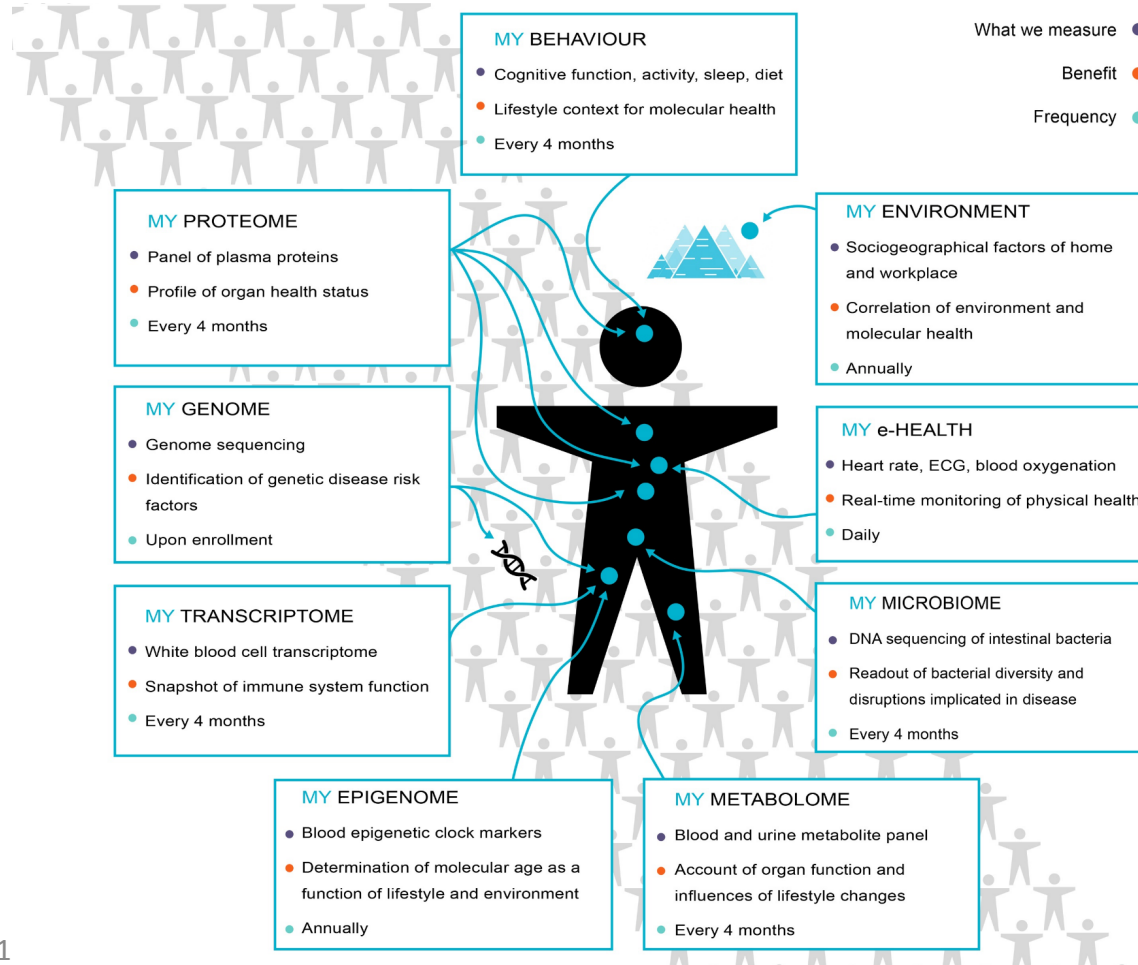 What we measure
Benefit
Frequency
MY BEHAVIOUR
Cognitive function, activity, sleep, diet
Lifestyle context for molecular health
Every 4 months
MY PROTEOME
Panel of plasma proteins
Profile of organ health status
Every 4 months
MY ENVIRONMENT
Sociogeographical factors of home
and workplace
Correlation of environment and
molecular health
Annually
MY GENOME
Genome sequencing
Identification of genetic disease risk
factors
Upon enrollment
MY e-HEALTH
Heart rate, ECG, blood oxygenation
Real-time monitoring of physical health
Daily
MY TRANSCRIPTOME
White blood cell transcriptome
Snapshot of immune system function
Every 4 months
MY MICROBIOME
DNA sequencing of intestinal bacteria
Readout of bacterial diversity and
disruptions implicated in disease
Every 4 months
MY EPIGENOME
Blood epigenetic clock markers
Determination of molecular age as a
function of lifestyle and environment
Annually
MY METABOLOME
Blood and urine metabolite panel
Account of organ function and
influences of lifestyle changes
Every 4 months
1